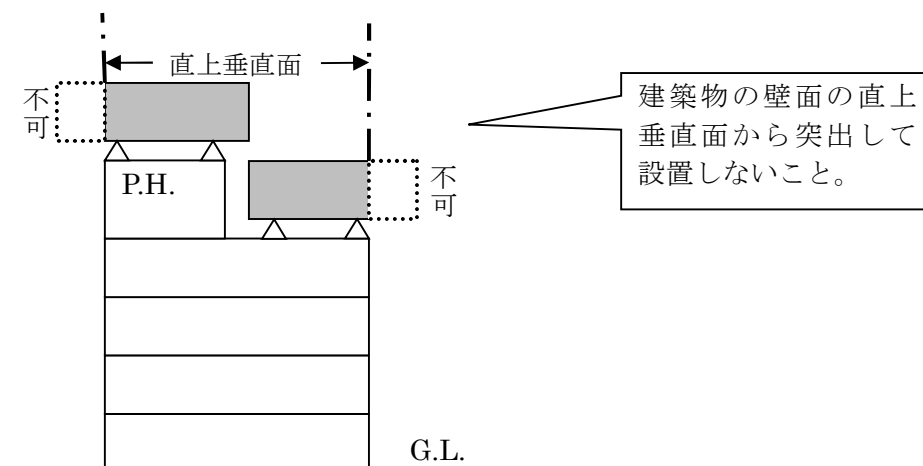 直上垂直面
不可
P.H.
不可
建築物の壁面の直上
垂直面から突出して
設置しないこと。
G.L.